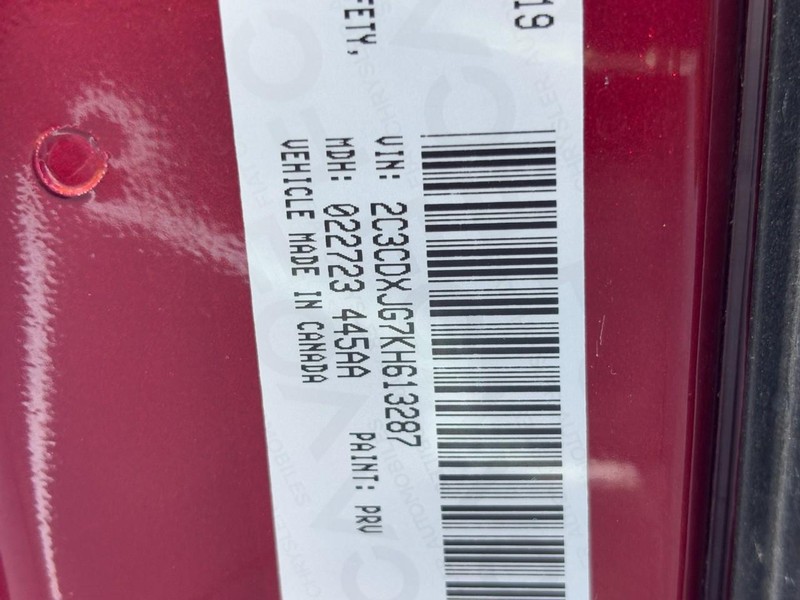 19
FETY,
VIN: 2C3CDXJG7KH613287
MDH: 022723 445AA
PAINT: PRV
VEHICLE MADE IN CANADA